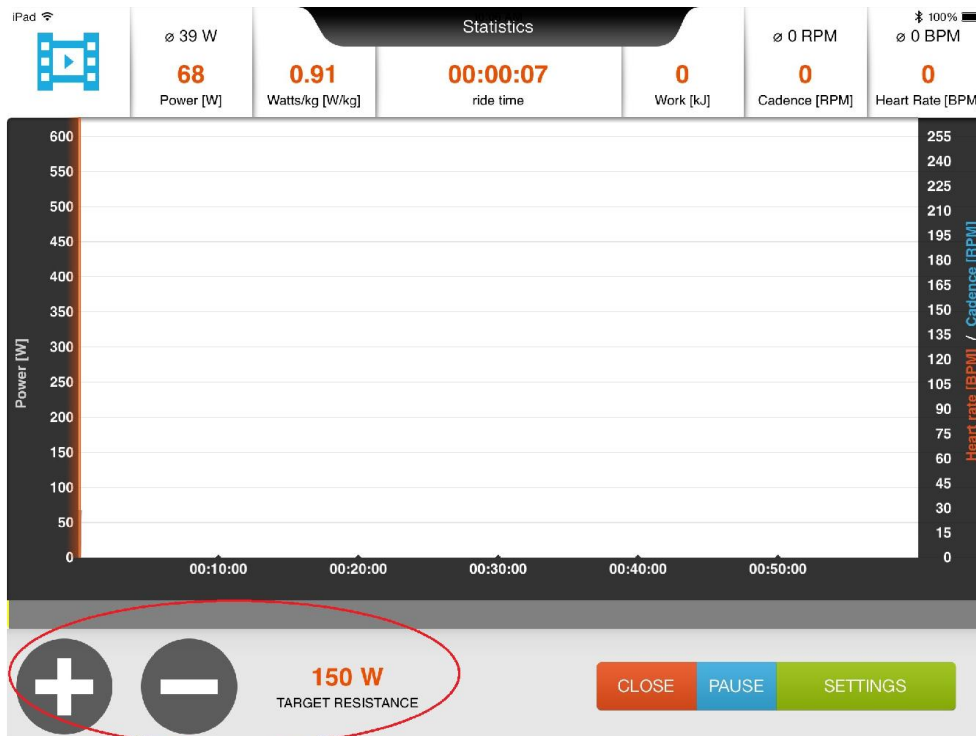 iPad
100%
Statistics
⌀ 39 W
68
Power [W]
0.91
Watts/kg [W/kg]
00:00:07
ride time
0
Work [kJ]
⌀ 0 RPM
0
Cadence [RPM]
⌀ 0 BPM
0
Heart Rate [BPM
Power [W]
600
550
500
450
400
350
300
250
200
150
100
50
0
255
240
225
210
195
180
165
150
135
120
105
90
75
60
45
30
15
0
Heart rate [BPM] / Cadence [RPM]
00:10:00
00:20:00
00:30:00
00:40:00
00:50:00
150 W
TARGET RESISTANCE
CLOSE
PAUSE
SETTINGS